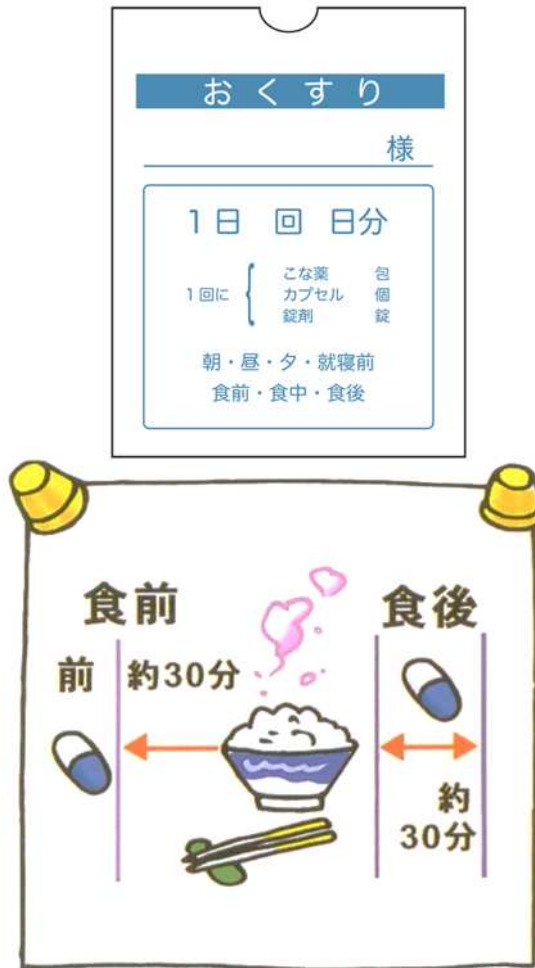 おくすり
様
1日 回 日分
1回に
こな薬 包
カプセル 個
錠剤 錠
朝・昼・夕・就寝前
食前・食中・食後
食前
前 約30分
食後
約
30分